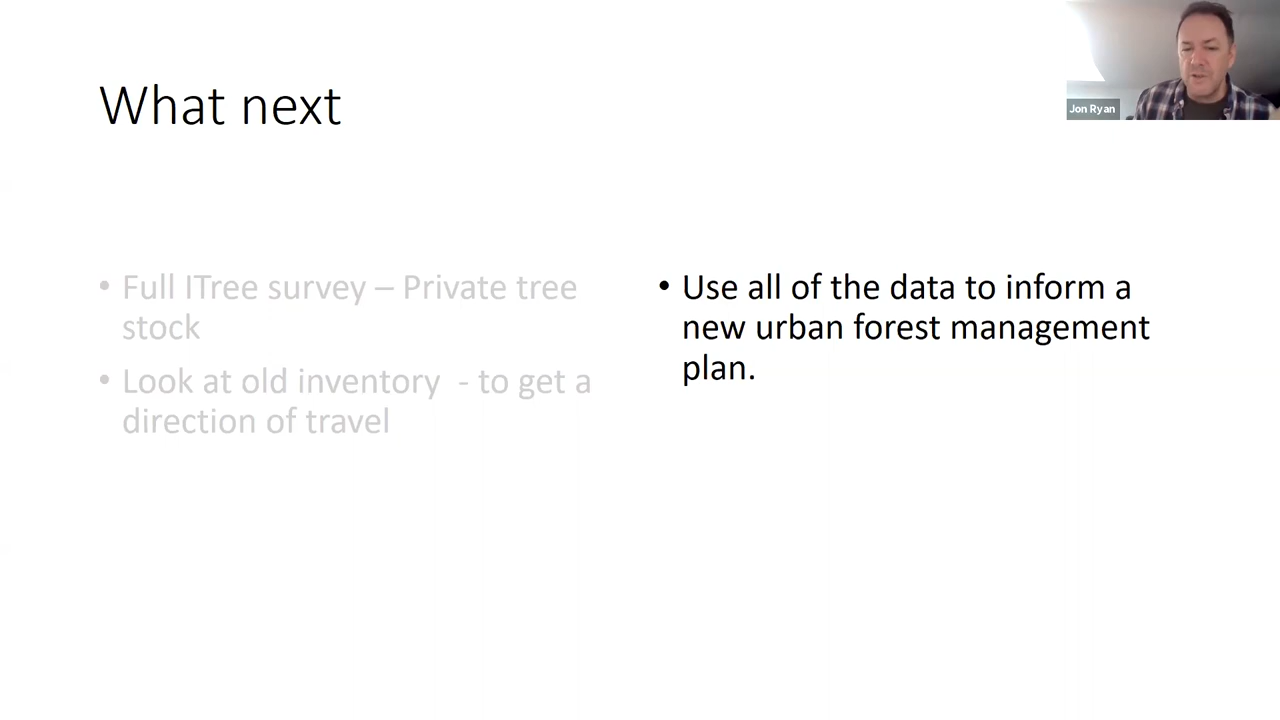 What next
Jon Ryan
• Full ITree survey – Private tree
stock
• Look at old inventory  - to get a
direction of travel
• Use all of the data to inform a
new urban forest management
plan.